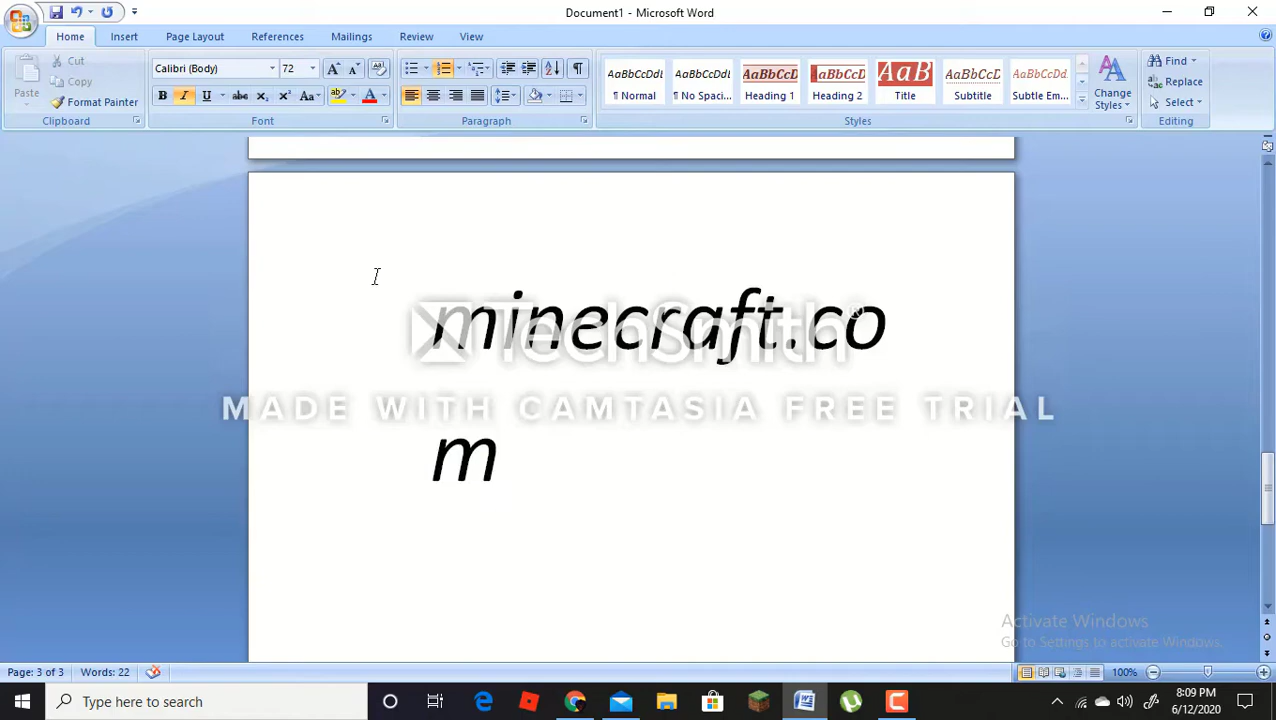 Document1 - Microsoft Word
Home Insert Page Layout References Mailings Review View
Paste
Cut
Copy
Format Painter
Clipboard
Calibri (Body) 72
Font
Paragraph
AaBbCcDdI AaBbCcDdI AaBbCcD AaBbCcD AaB AaBbCcD AaBbCcDd.
¶ Normal ¶ No Spaci... Heading 1 Heading 2 Title Subtitle Subtle Em...
Change
Styles
Styles
Find
Replace
Select
Editing
minecraft.co
m
TechSmith®
MADE WITH CAMTASIA FREE TRIAL
Activate Windows
Go to Settings to activate Windows.
Page: 3 of 3 Words: 22 100%
Type here to search
8:09 PM
6/12/2020